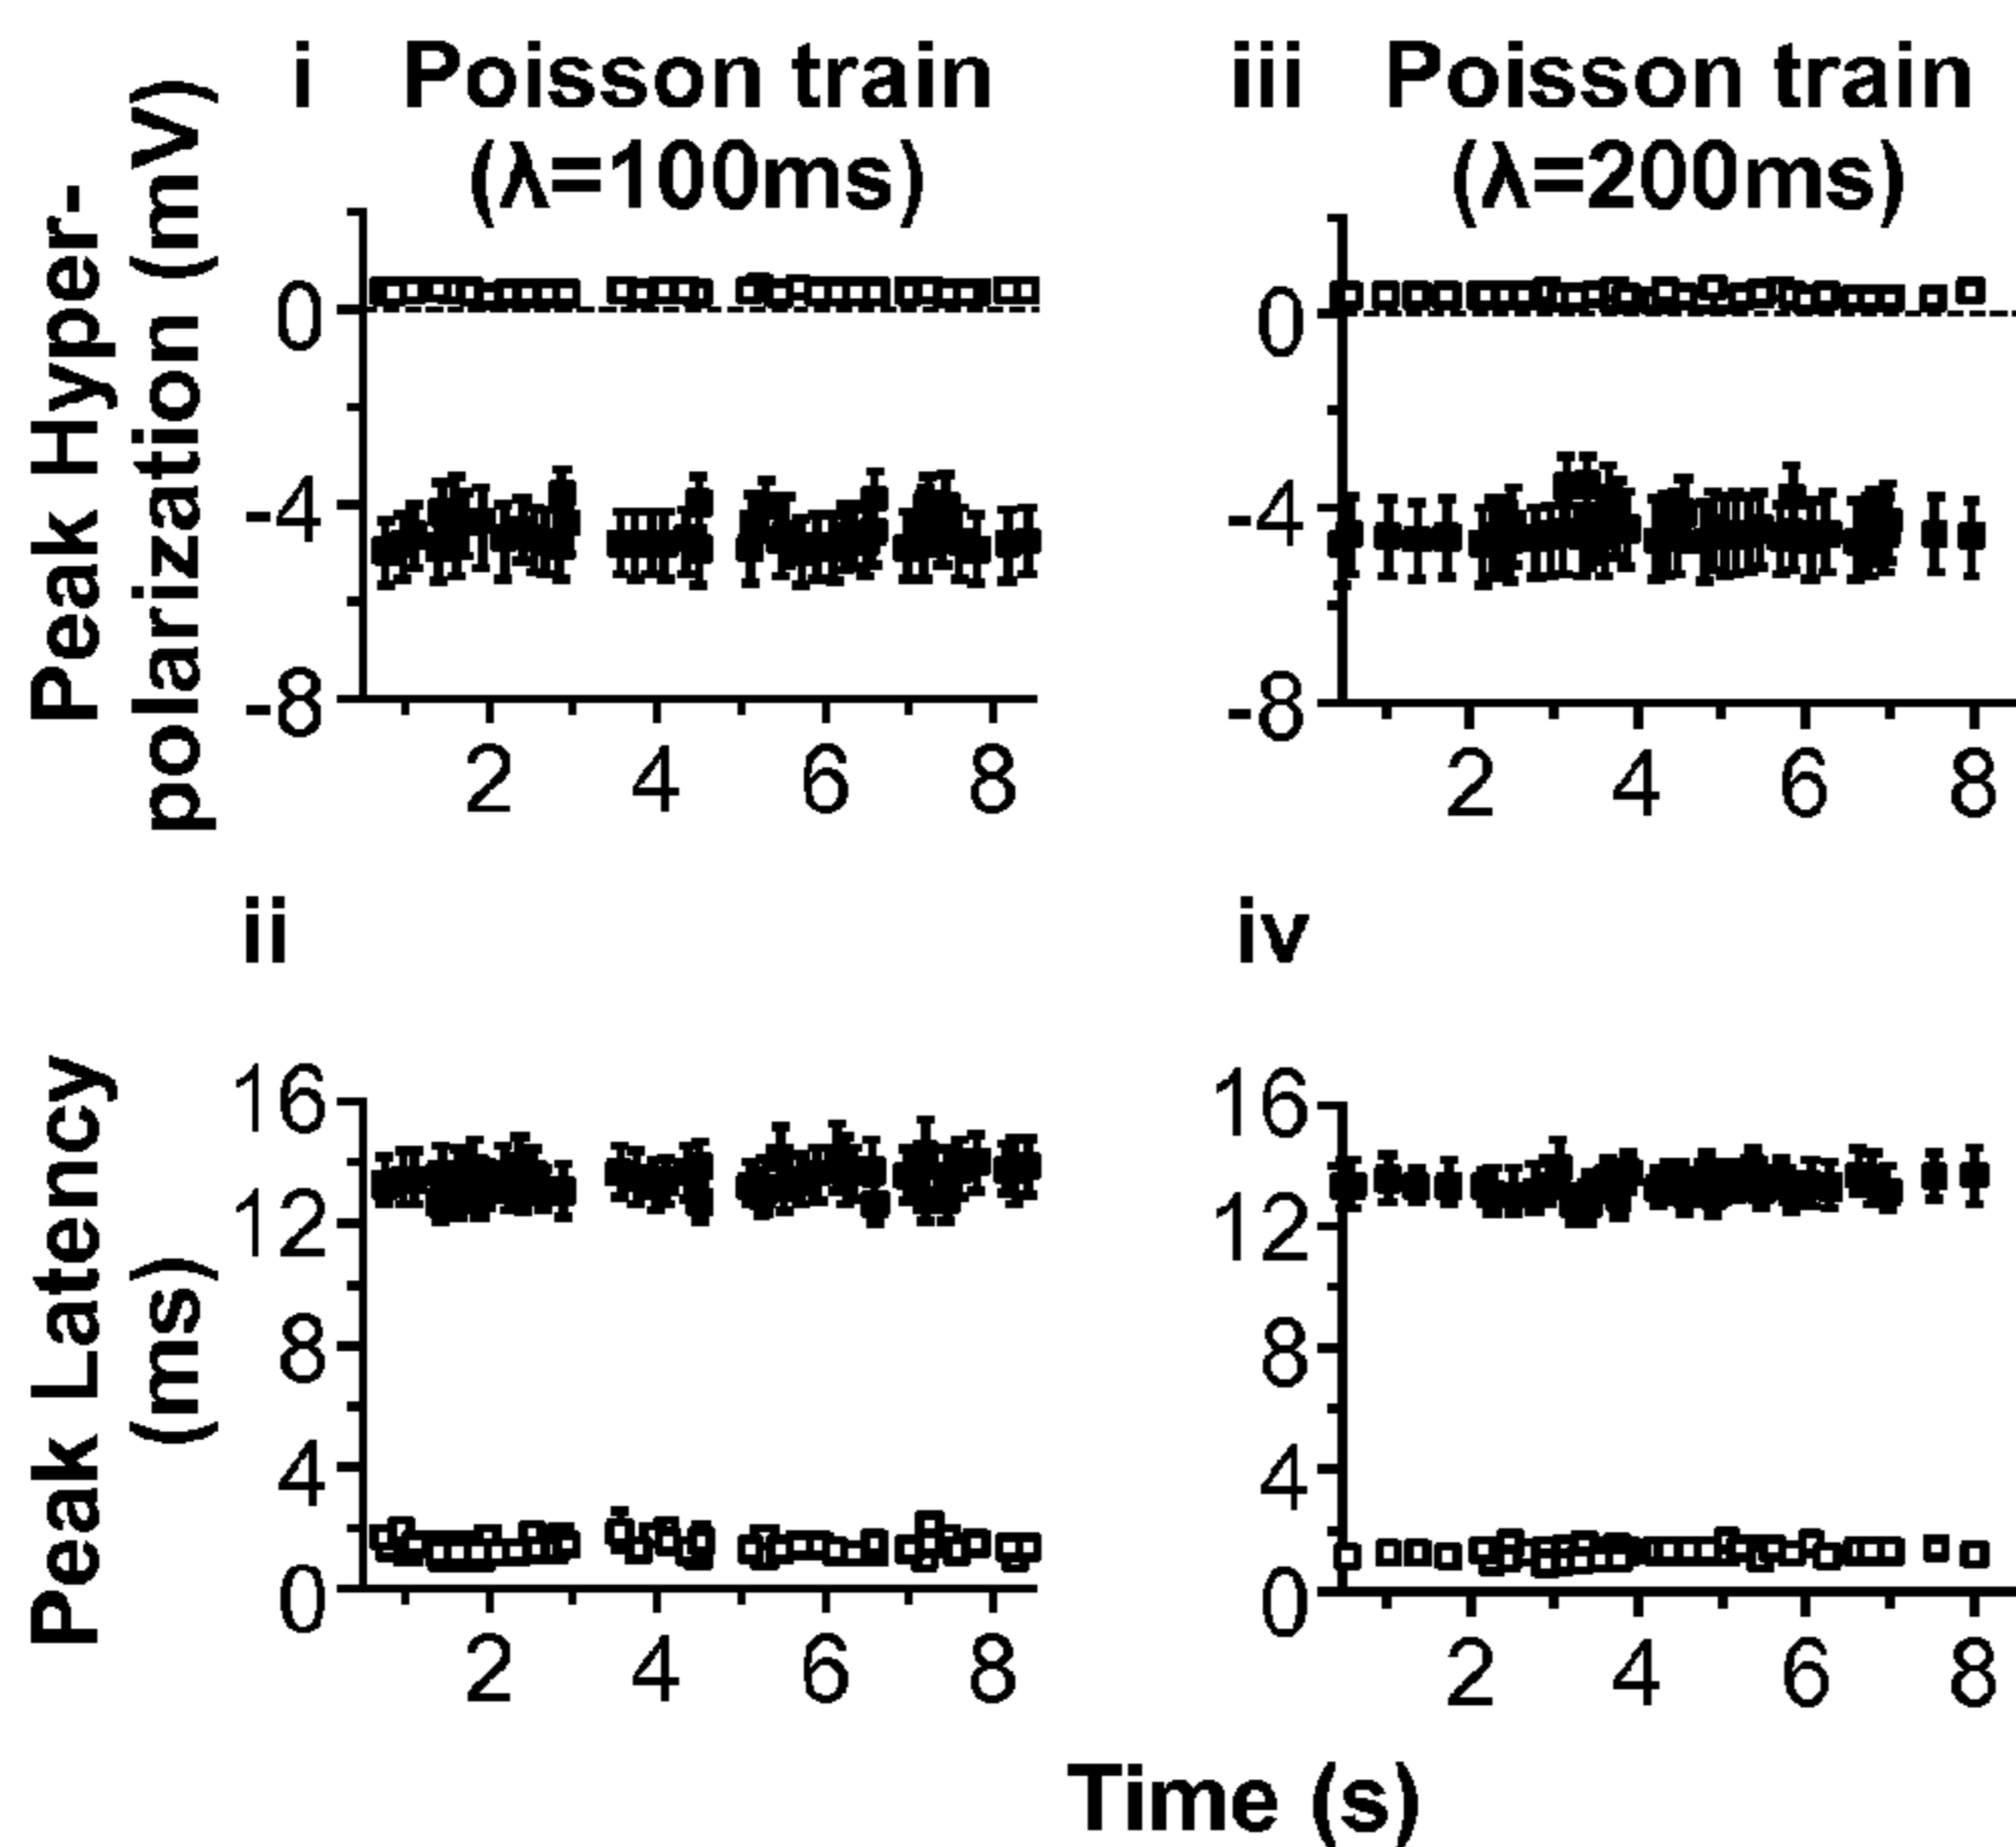 i Poisson train
(λ=100ms)
iii Poisson train
(λ=200ms)
Peak Hyper-
polarization (mV)
0
-4
-8
2 4 6 8
0
-4
-8
2 4 6 8
ii
iv
Peak Latency
(ms)
16
12
8
4
0
2 4 6 8
16
12
8
4
0
2 4 6 8
Time (s)